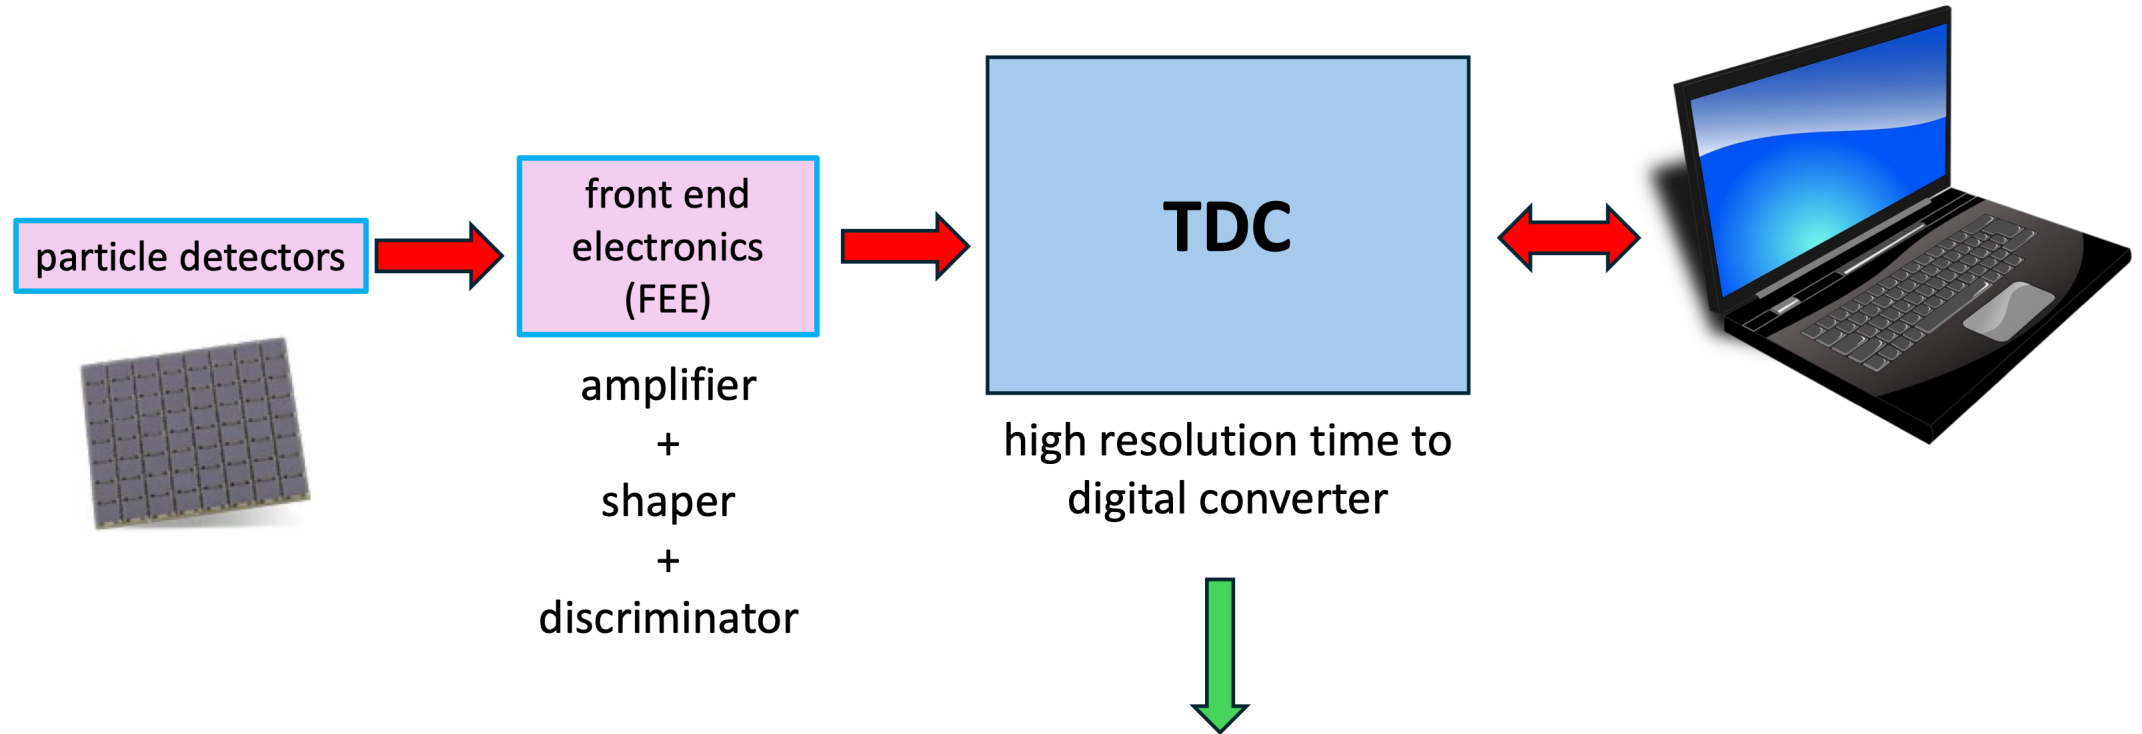 particle detectors
front end
electronics
(FEE)
amplifier
+
shaper
+
discriminator
TDC
high resolution time to
digital converter